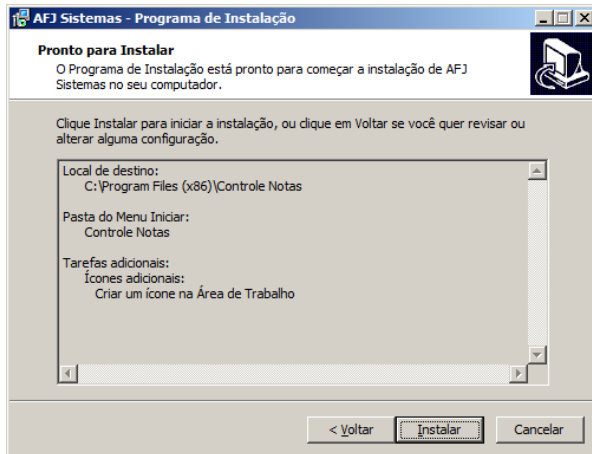 AFJ Sistemas - Programa de Instalação
Pronto para Instalar
O Programa de Instalação está pronto para começar a instalação de AFJ
Sistemas no seu computador.
Clique Instalar para iniciar a instalação, ou clique em Voltar se você quer revisar ou
alterar alguma configuração.
Local de destino:
C:\Program Files (x86)\Controle Notas
Pasta do Menu Iniciar:
Controle Notas
Tarefas adicionais:
Ícones adicionais:
Criar um ícone na Área de Trabalho
< Voltar Instalar Cancelar